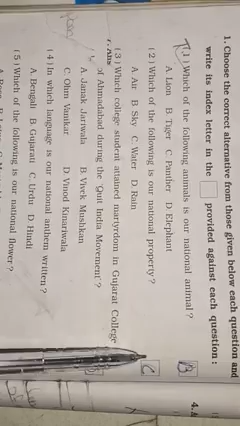 1. Choose the correct alternative from those given below each question and
write its index letter in the provided against each question :
( 1 ) Which of the following animals is our national animal ?
A. Lion B. Tiger C. Panther D. Elephant
B
( 2 ) Which of the following is our national property ?
A. Air B. Sky C. Water D. Rain
C
( 3 ) Which college student attained martyrdom in Gujarat College
of Ahmadabad during the 'Quit India Movement' ?
A. Janak Jariwala B. Vivek Mushkan
C. Ohm Vanikar D. Vinod Kinariwala
( 4 ) In which language is our national anthem written ?
A. Bengali B. Gujarati C. Urdu D. Hindi
( 5 ) Which of the following is our national flower ?
4.